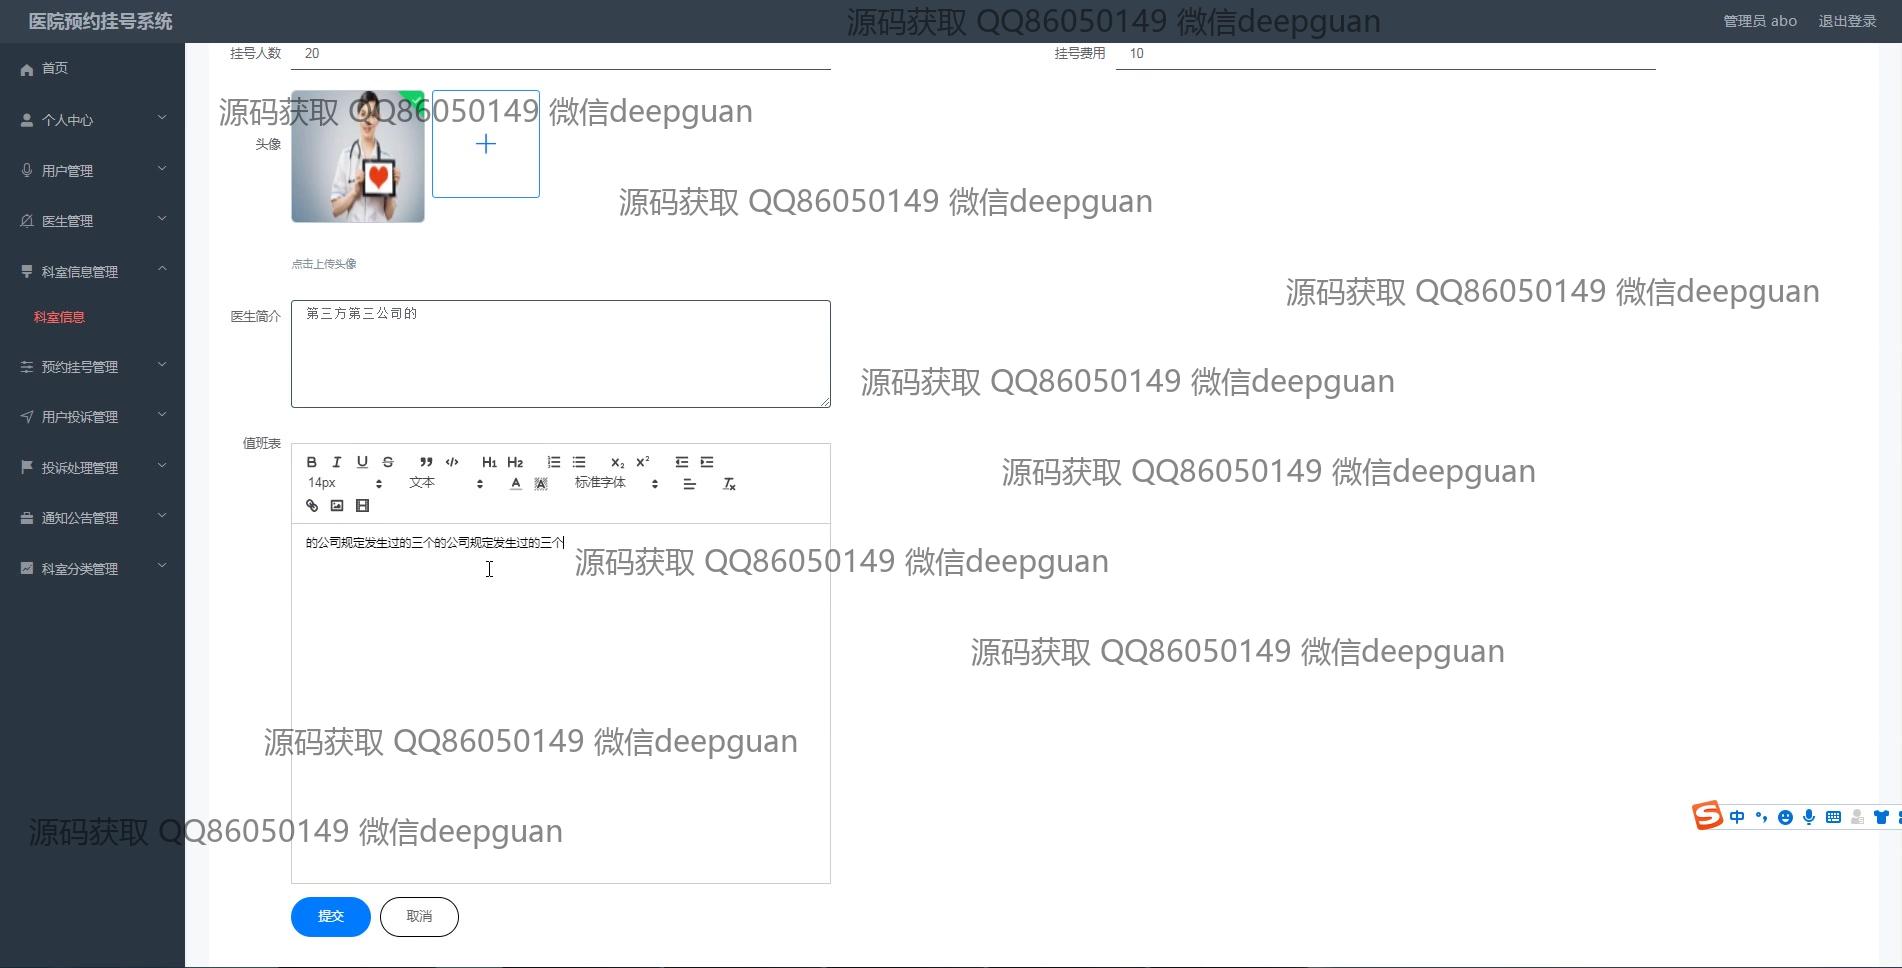 医院预约挂号系统
源码获取 QQ86050149 微信deepguan
管理员 abo 退出登录
首页
个人中心
用户管理
医生管理
科室信息管理
科室信息
预约挂号管理
用户投诉管理
投诉处理管理
通知公告管理
科室分类管理
挂号人数 20
挂号费用 10
源码获取 QQ86050149 微信deepguan
头像
源码获取 QQ86050149 微信deepguan
点击上传头像
源码获取 QQ86050149 微信deepguan
医生简介 第三方第三公司的
源码获取 QQ86050149 微信deepguan
值班表
B I U S H1 H2 X2 X2
14px 文本 A A 标准字体 Tx
源码获取 QQ86050149 微信deepguan
的公司规定发生过的三个的公司规定发生过的三个
源码获取 QQ86050149 微信deepguan
源码获取 QQ86050149 微信deepguan
源码获取 QQ86050149 微信deepguan
S 中
源码获取 QQ86050149 微信deepguan
提交 取消